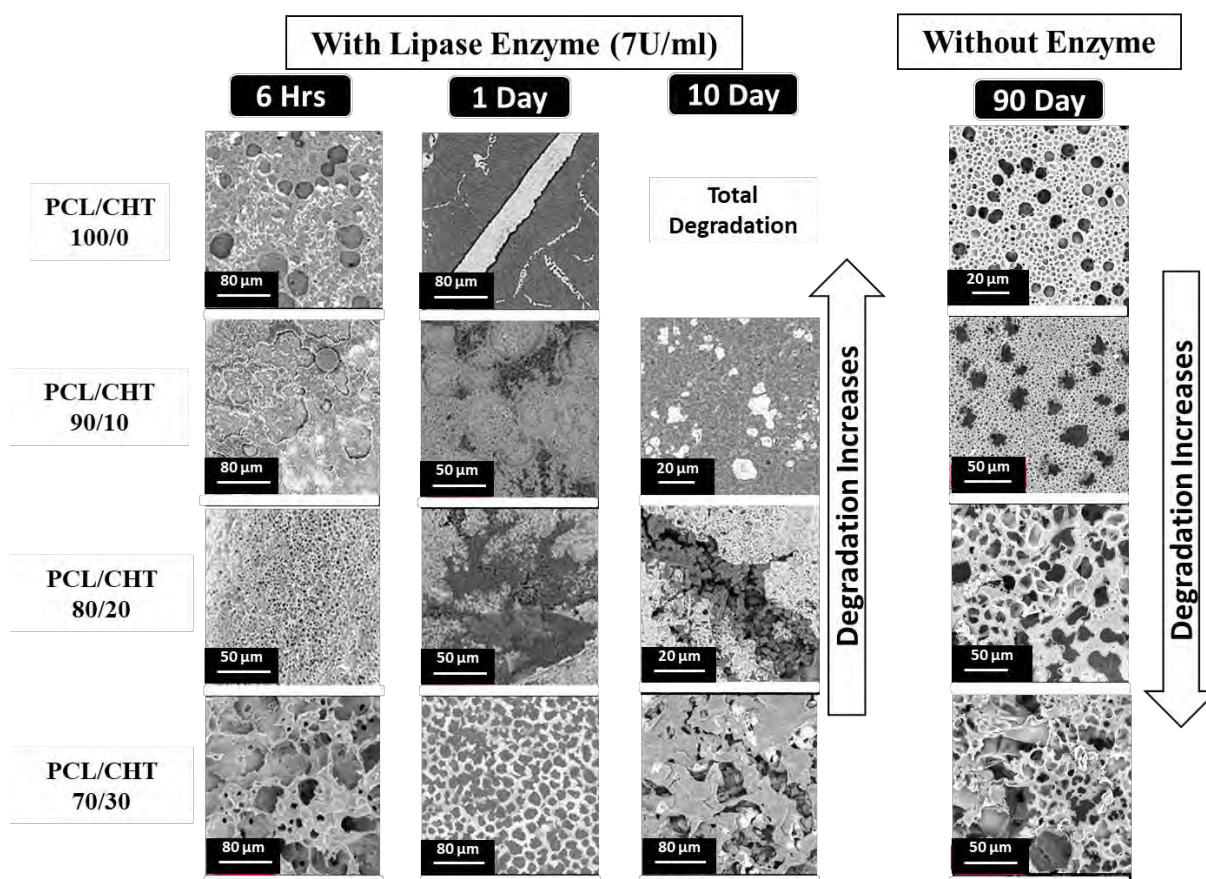 With Lipase Enzyme (7U/ml)
Without Enzyme
6 Hrs
1 Day
10 Day
90 Day
PCL/CHT
100/0
80 µm
80 µm
Total
Degradation
20 µm
PCL/CHT
90/10
80 µm
50 µm
20 µm
50 µm
PCL/CHT
80/20
50 µm
50 µm
20 µm
50 µm
PCL/CHT
70/30
80 µm
80 µm
80 µm
50 µm
Degradation Increases
Degradation Increases